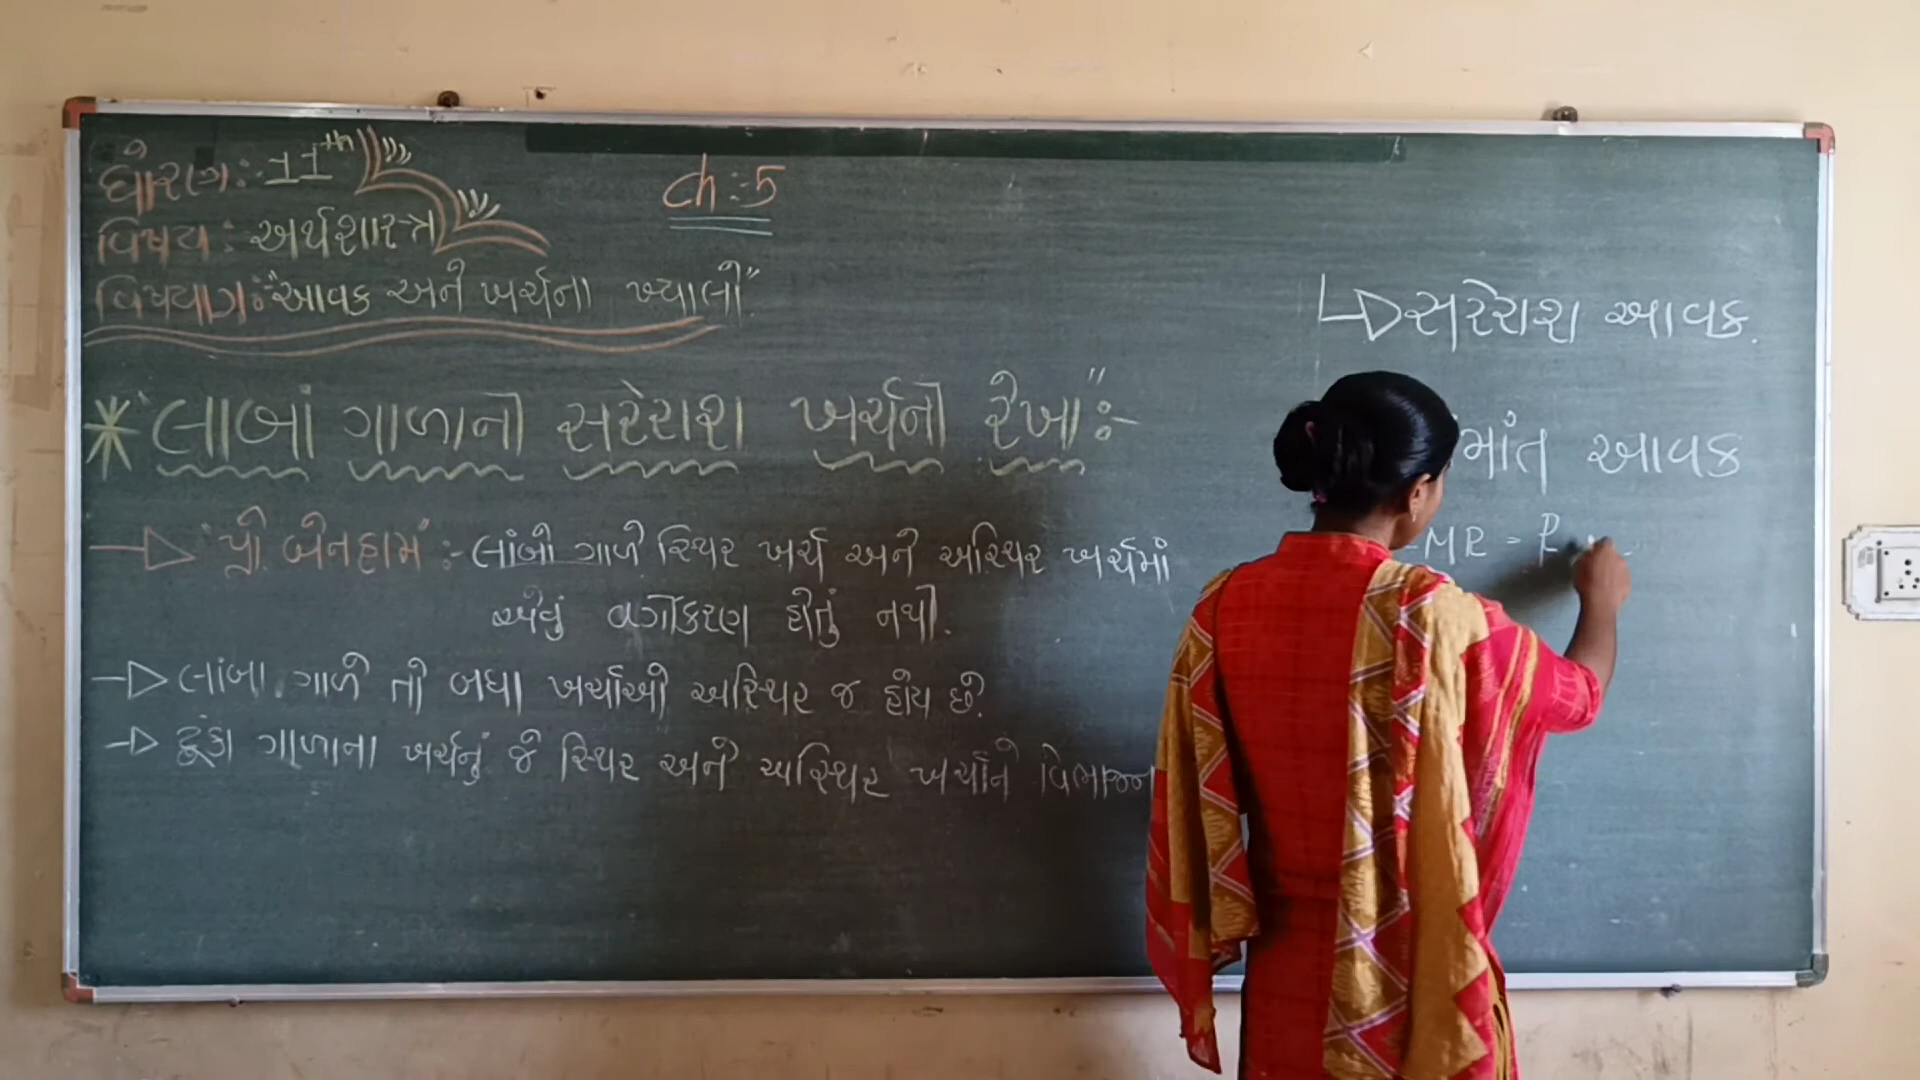 ધોરણ :- 11th
વિષય : અર્થશાસ્ત્ર
વિષયાંગ :- "આવક અને ખર્ચના ખ્યાલો"
ch :- 5
* "લાબાં ગાળાની સરેરાશ ખર્ચની રેખા" :-
"પ્રો. બેનહામ" :- લાંબી ગાળે સ્થિર ખર્ચ અને અસ્થિર ખર્ચમાં
એવું વર્ગીકરણ હોતું નથી.
લાંબા ગાળે તો બધા ખર્ચાઓ અસ્થિર જ હોય છે.
ટૂંકા ગાળાના ખર્ચનું જે સ્થિર અને અસ્થિર ખર્ચાને વિભાજન
સરેરાશ આવક.
આવક
MR = P